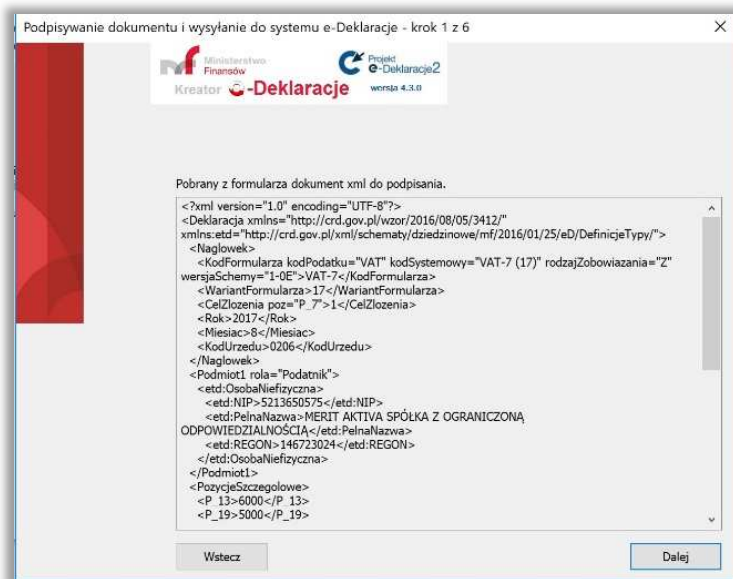 Podpisywanie dokumentu i wysyłanie do systemu e-Deklaracje - krok 1 z 6
mf Ministerstwo Finansów
Projekt e-Deklaracje2
Kreator e-Deklaracje wersja 4.3.0
Pobrany z formularza dokument xml do podpisania.
<?xml version="1.0" encoding="UTF-8"?>
<Deklaracja xmlns="http://crd.gov.pl/wzor/2016/08/05/3412/"
xmlns:etd="http://crd.gov.pl/xml/schematy/dziedzinowe/mf/2016/01/25/eD/DefinicjeTypy/">
<Naglowek>
<KodFormularza kodPodatku="VAT" kodSystemowy="VAT-7 (17)" rodzajZobowiazania="Z"
wersjaSchemy="1-0E">VAT-7</KodFormularza>
<WariantFormularza>17</WariantFormularza>
<CelZlozenia poz="P_7">1</CelZlozenia>
<Rok>2017</Rok>
<Miesiac>8</Miesiac>
<KodUrzedu>0206</KodUrzedu>
</Naglowek>
<Podmiot1 rola="Podatnik">
<etd:OsobaNiefizyczna>
<etd:NIP>5213650575</etd:NIP>
<etd:PelnaNazwa>MERIT AKTIVA SPÓŁKA Z OGRANICZONĄ
ODPOWIEDZIALNOŚCIĄ</etd:PelnaNazwa>
<etd:REGON>146723024</etd:REGON>
</etd:OsobaNiefizyczna>
</Podmiot1>
<PozycjeSzczegolowe>
<P_13>6000</P_13>
<P_19>5000</P_19>
Wstecz
Dalej